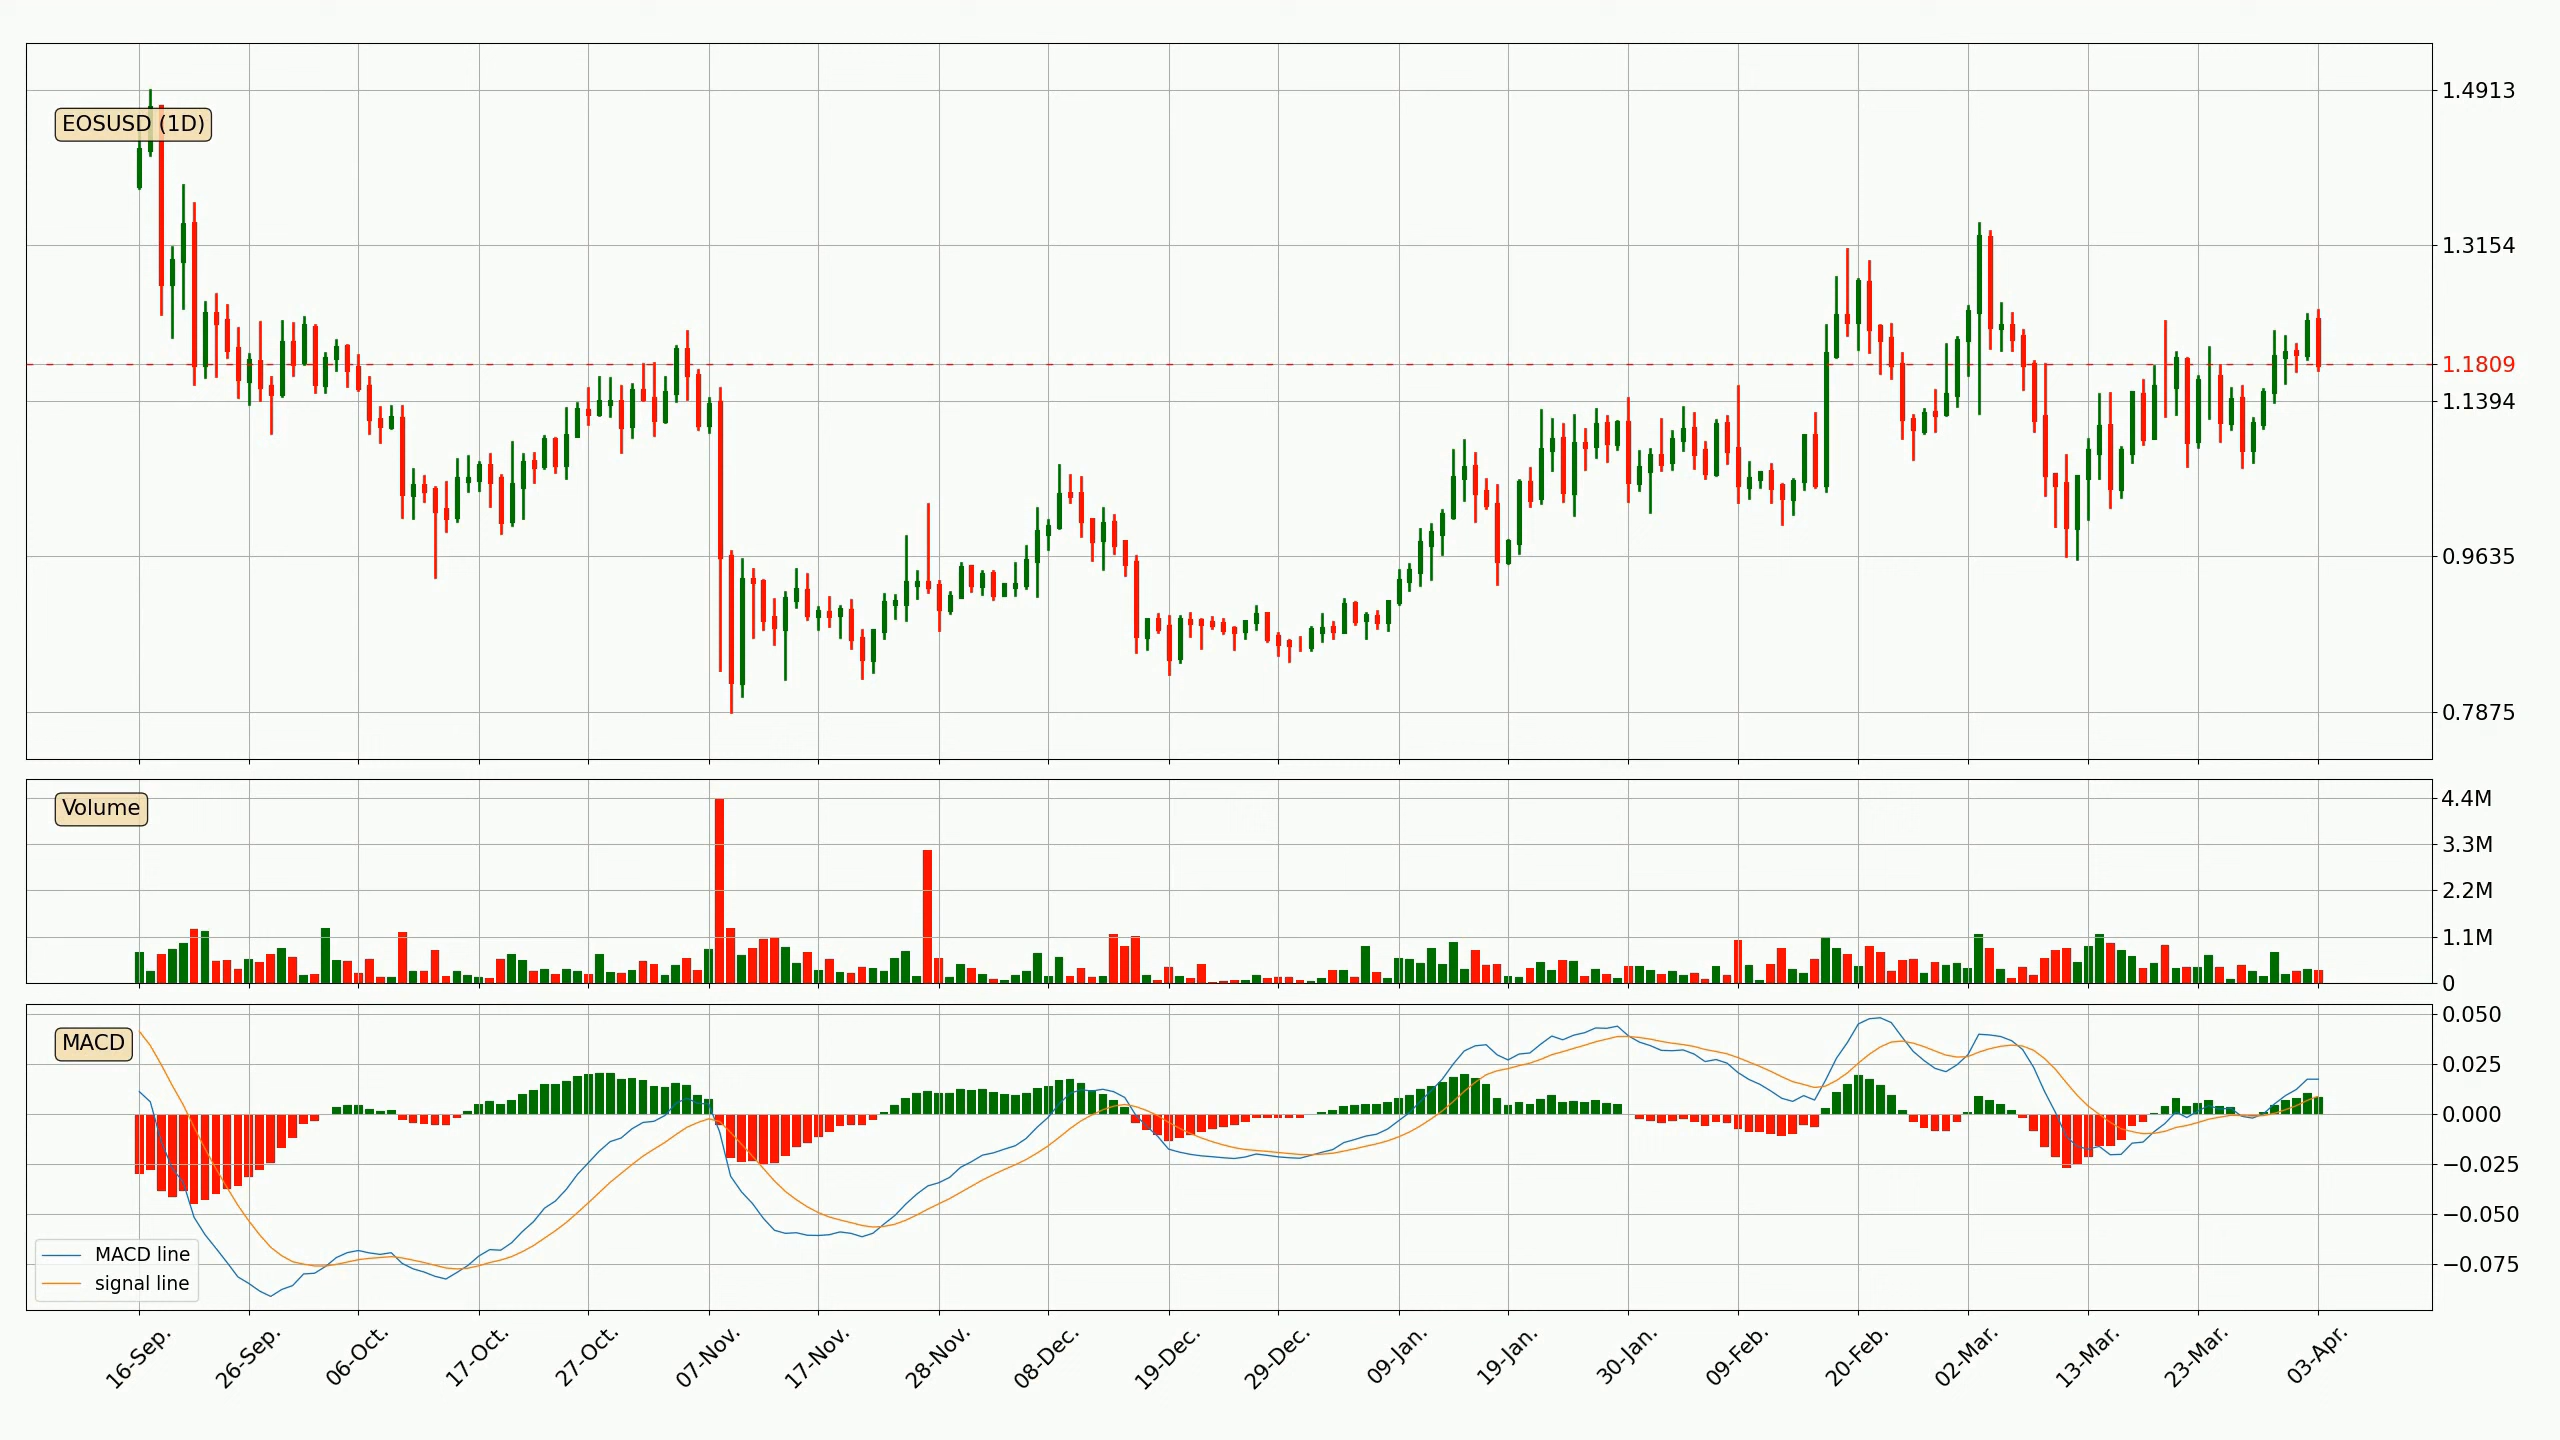 EOSUSD (1D)
1.4913
1.3154
1.1809
1.1394
0.9635
0.7875
Volume
4.4M
3.3M
2.2M
1.1M
0
MACD
0.050
0.025
0.000
−0.025
−0.050
−0.075
MACD line
signal line
16-Sep. 26-Sep. 06-Oct. 17-Oct. 27-Oct. 07-Nov. 17-Nov. 28-Nov. 08-Dec. 19-Dec. 29-Dec. 09-Jan. 19-Jan. 30-Jan. 09-Feb. 20-Feb. 02-Mar. 13-Mar. 23-Mar. 03-Apr.